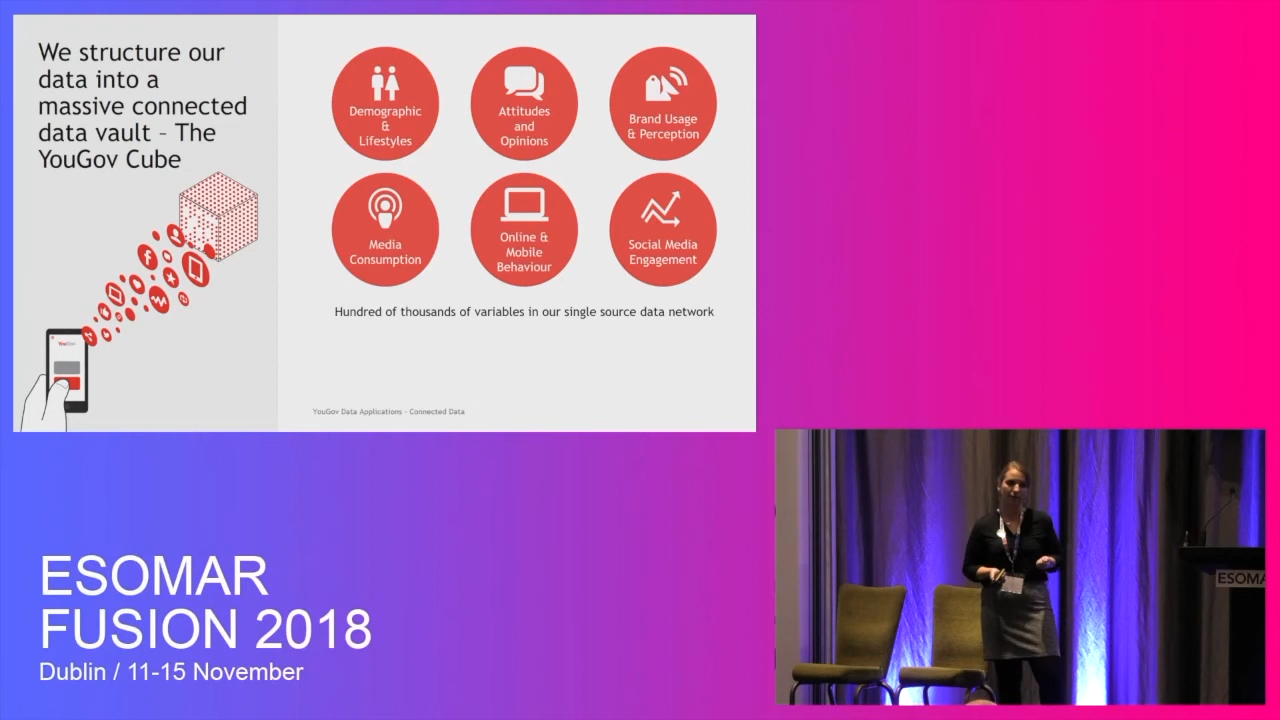 We structure our
data into a
massive connected
data vault – The
YouGov Cube
YouGov
Demographic
&
Lifestyles
Attitudes
and
Opinions
Brand Usage
& Perception
Media
Consumption
Online &
Mobile
Behaviour
Social Media
Engagement
Hundred of thousands of variables in our single source data network
YouGov Data Applications - Connected Data
ESOMAR
FUSION 2018
Dublin / 11-15 November
ESOMA